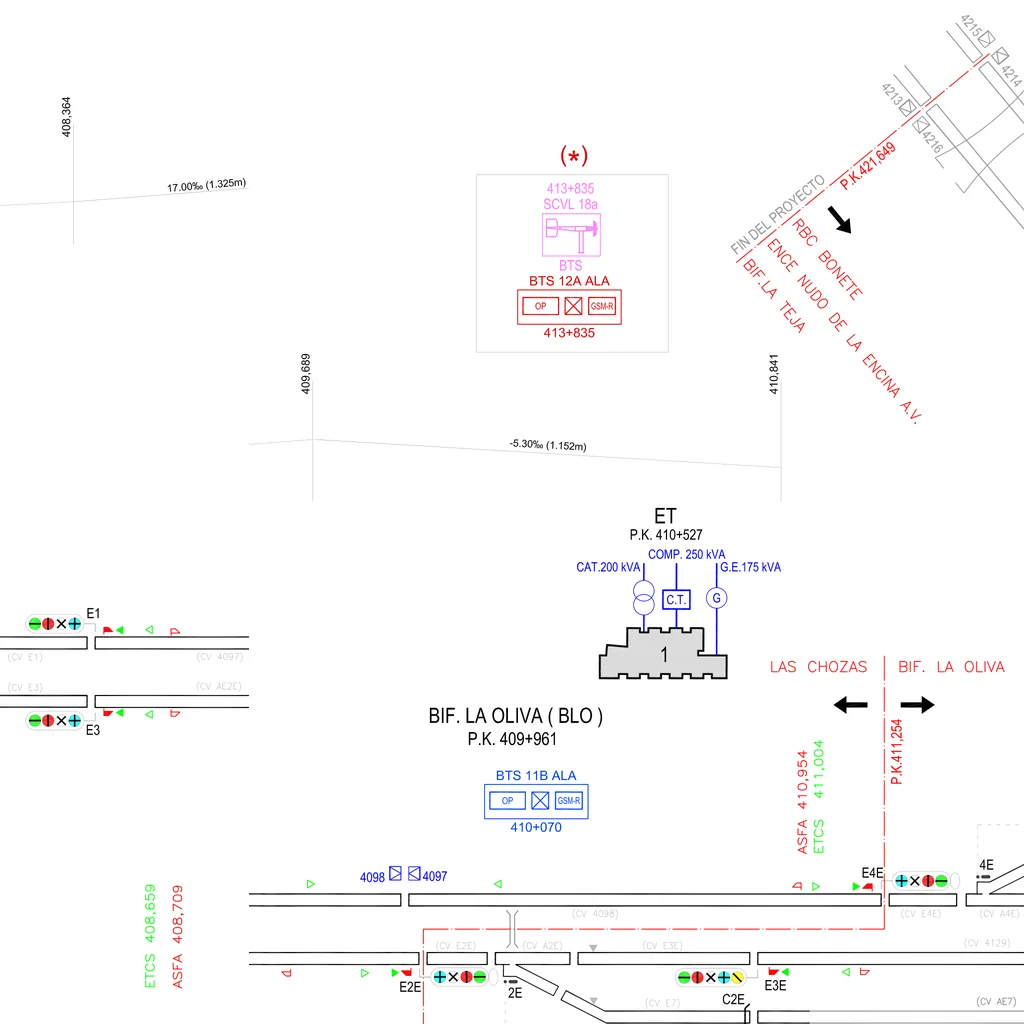 4215
4214
4213
4216
408,364
17.00‰ (1.325m)
(*)
413+835
SCVL 18a
BTS
BTS 12A ALA
OP
GSM-R
413+835
P.K.421,649
FIN DEL PROYECTO
RBC BONETE
ENCE NUDO DE LA ENCINA A.V.
BIF.LA TEJA
409,689
410,841
-5.30‰ (1.152m)
ET
P.K. 410+527
COMP. 250 kVA
CAT.200 kVA
G.E.175 kVA
C.T.
G
1
E1
(CV E1)
(CV 4097)
(CV E3)
(CV AE2E)
E3
LAS CHOZAS
BIF. LA OLIVA
BIF. LA OLIVA ( BLO )
P.K. 409+961
P.K.411,254
ASFA 410,954
ETCS 411,004
BTS 11B ALA
OP
GSM-R
410+070
4098
4097
E4E
4E
ETCS 408,659
ASFA 408,709
(CV 4098)
(CV E4E)
(CV A4E)
(CV E2E)
(CV A2E)
(CV E3E)
(CV 4129)
E2E
2E
E3E
C2E
(CV E7)
(CV AE7)